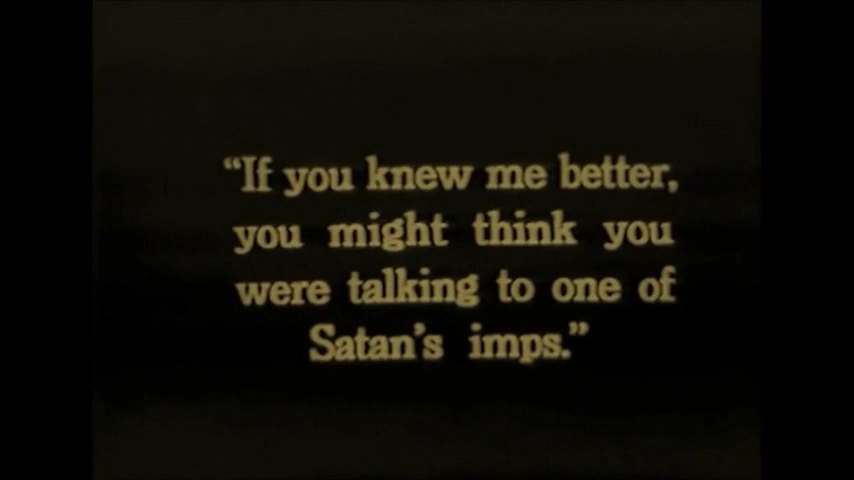 “If you knew me better,
you might think you
were talking to one of
Satan’s imps.”